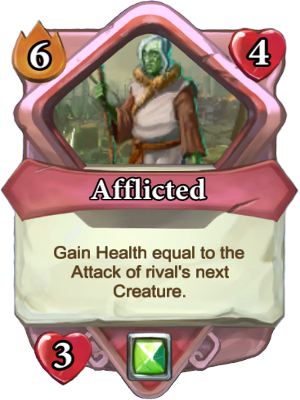 6
4
Afflicted
Gain Health equal to the
Attack of rival's next
Creature.
3